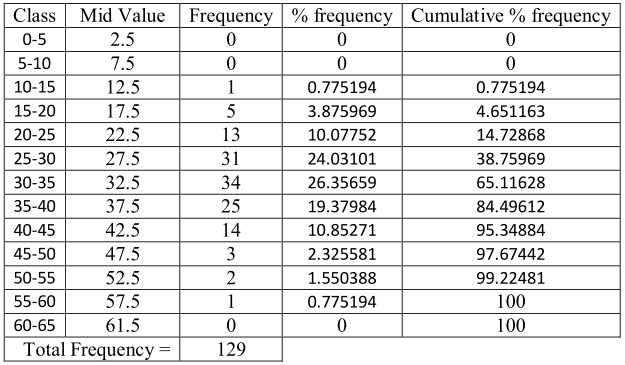 Class Mid Value Frequency % frequency Cumulative % frequency
0-5 2.5 0 0 0
5-10 7.5 0 0 0
10-15 12.5 1 0.775194 0.775194
15-20 17.5 5 3.875969 4.651163
20-25 22.5 13 10.07752 14.72868
25-30 27.5 31 24.03101 38.75969
30-35 32.5 34 26.35659 65.11628
35-40 37.5 25 19.37984 84.49612
40-45 42.5 14 10.85271 95.34884
45-50 47.5 3 2.325581 97.67442
50-55 52.5 2 1.550388 99.22481
55-60 57.5 1 0.775194 100
60-65 61.5 0 0 100
Total Frequency = 129